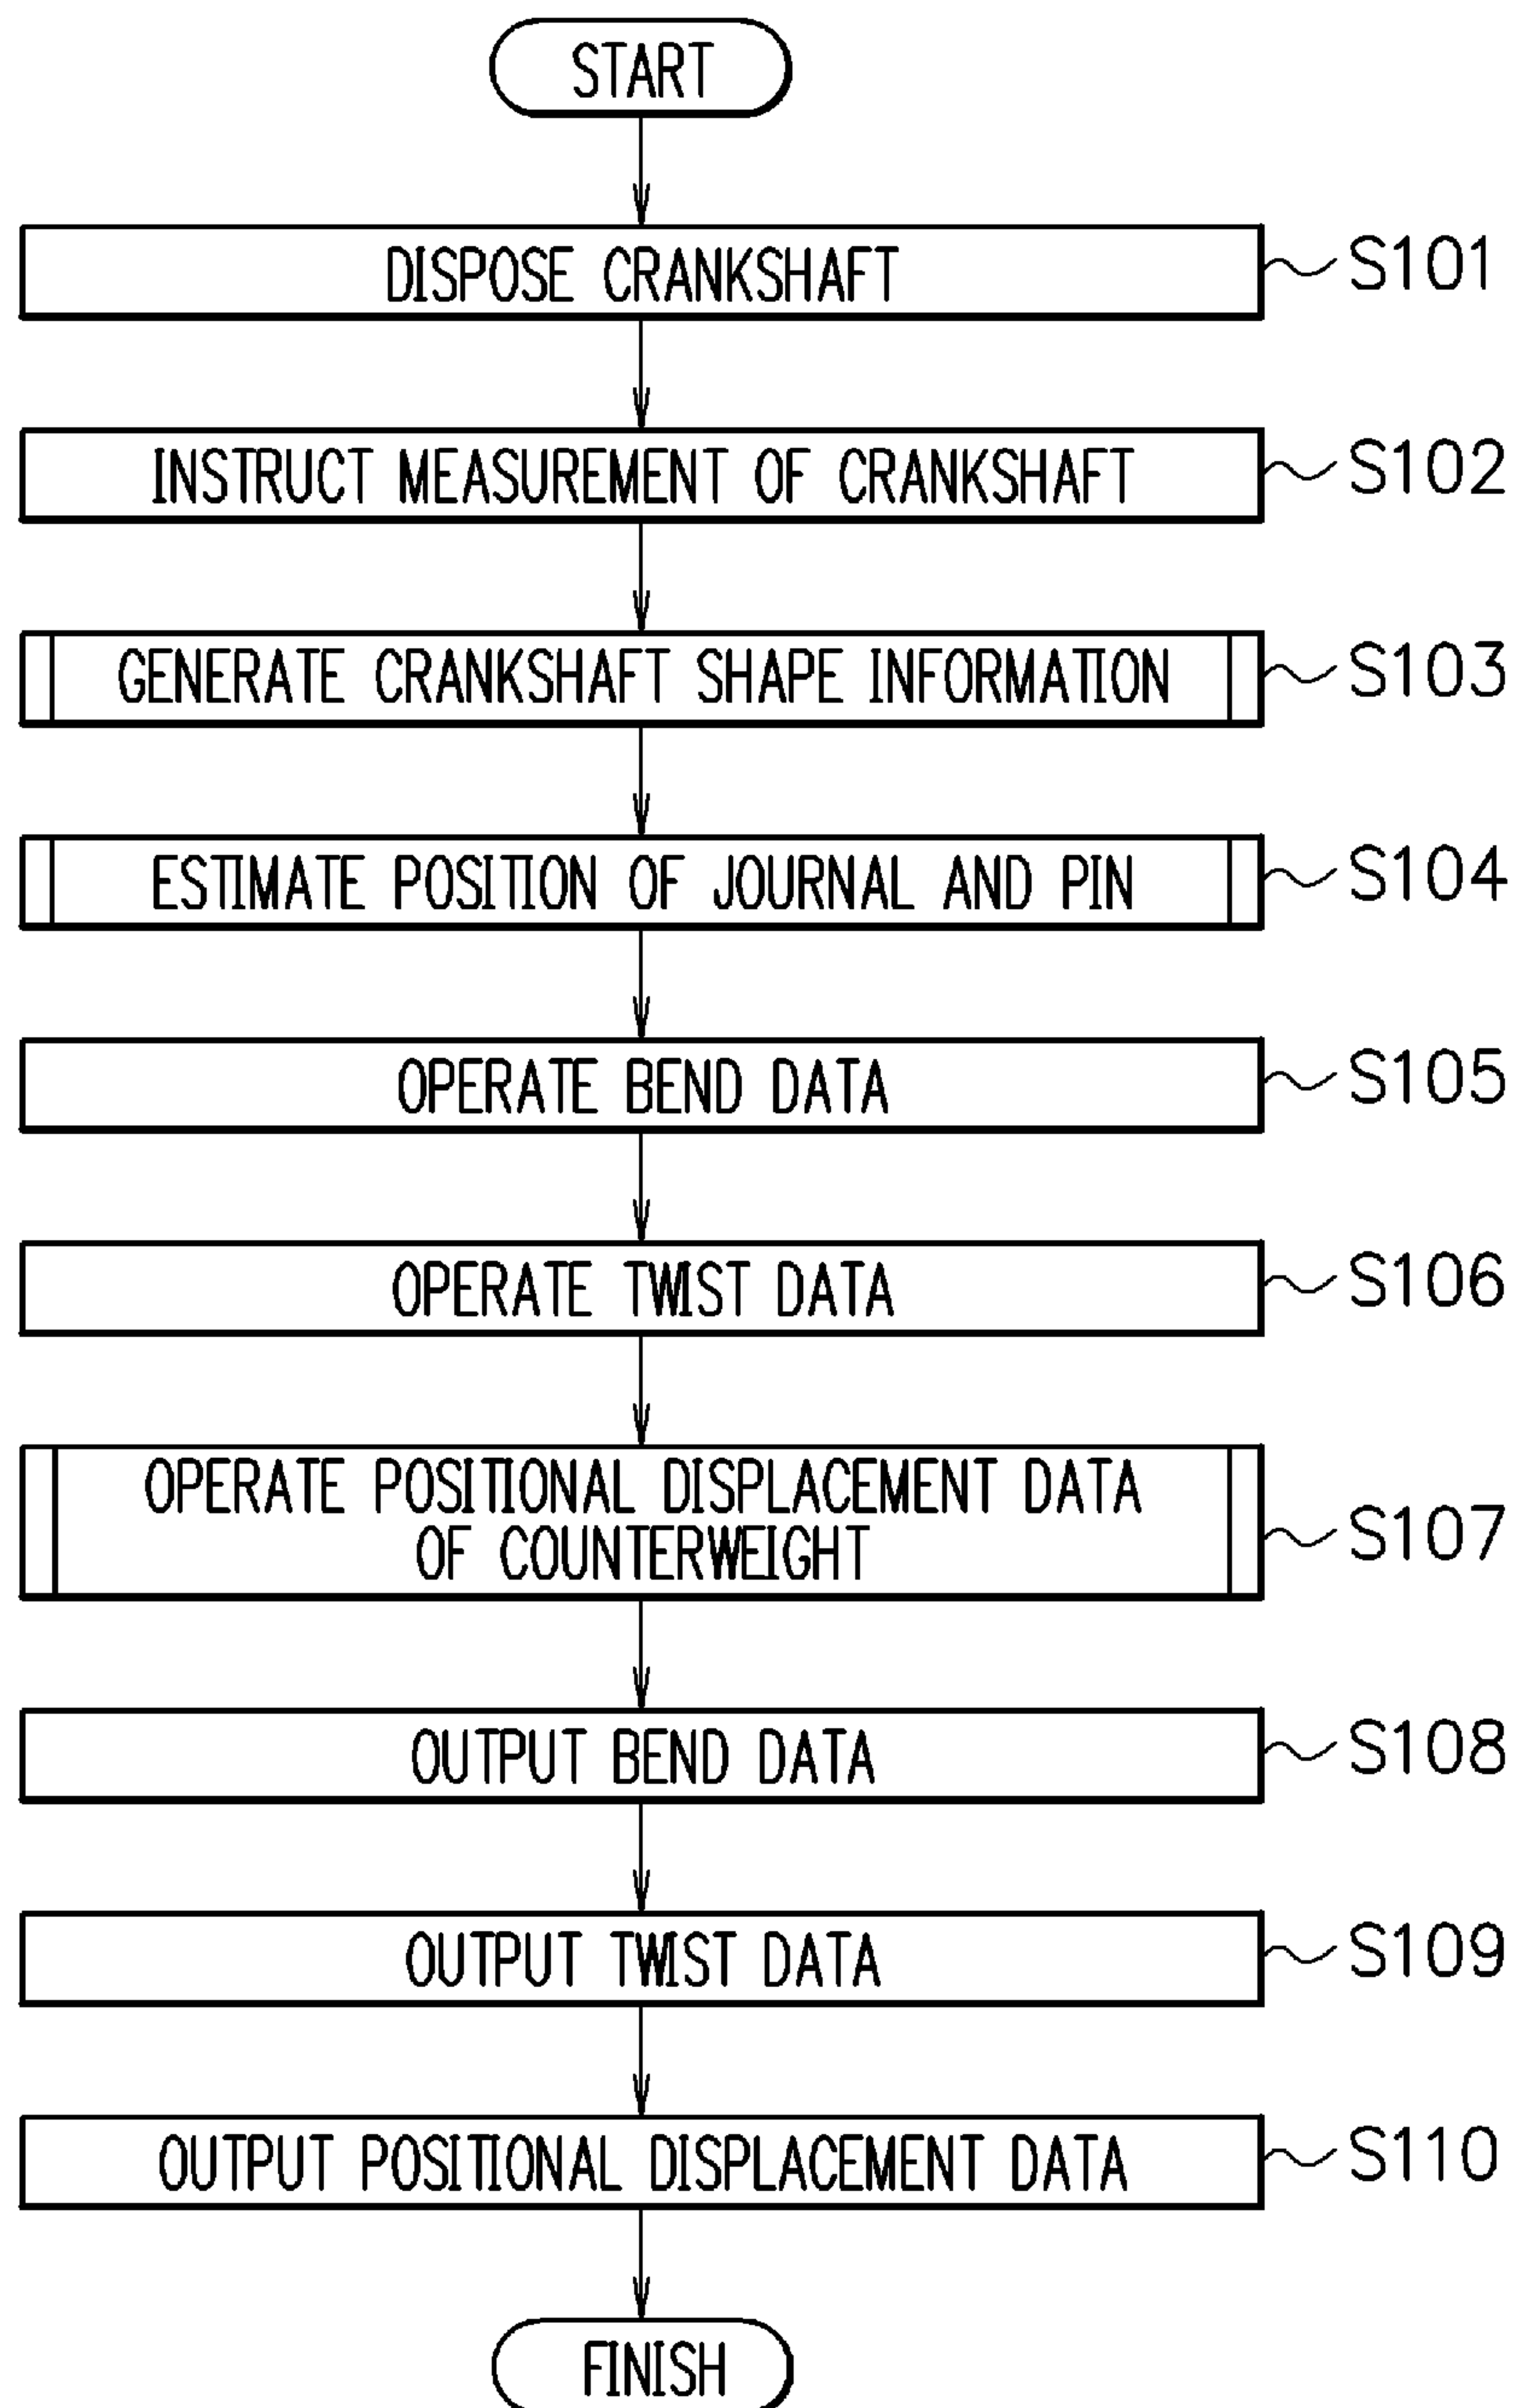 START
DISPOSE CRANKSHAFT
S101
INSTRUCT MEASUREMENT OF CRANKSHAFT
S102
GENERATE CRANKSHAFT SHAPE INFORMATION
S103
ESTIMATE POSITION OF JOURNAL AND PIN
S104
OPERATE BEND DATA
S105
OPERATE TWIST DATA
S106
OPERATE POSITIONAL DISPLACEMENT DATA
OF COUNTERWEIGHT
S107
OUTPUT BEND DATA
S108
OUTPUT TWIST DATA
S109
OUTPUT POSITIONAL DISPLACEMENT DATA
S110
FINISH